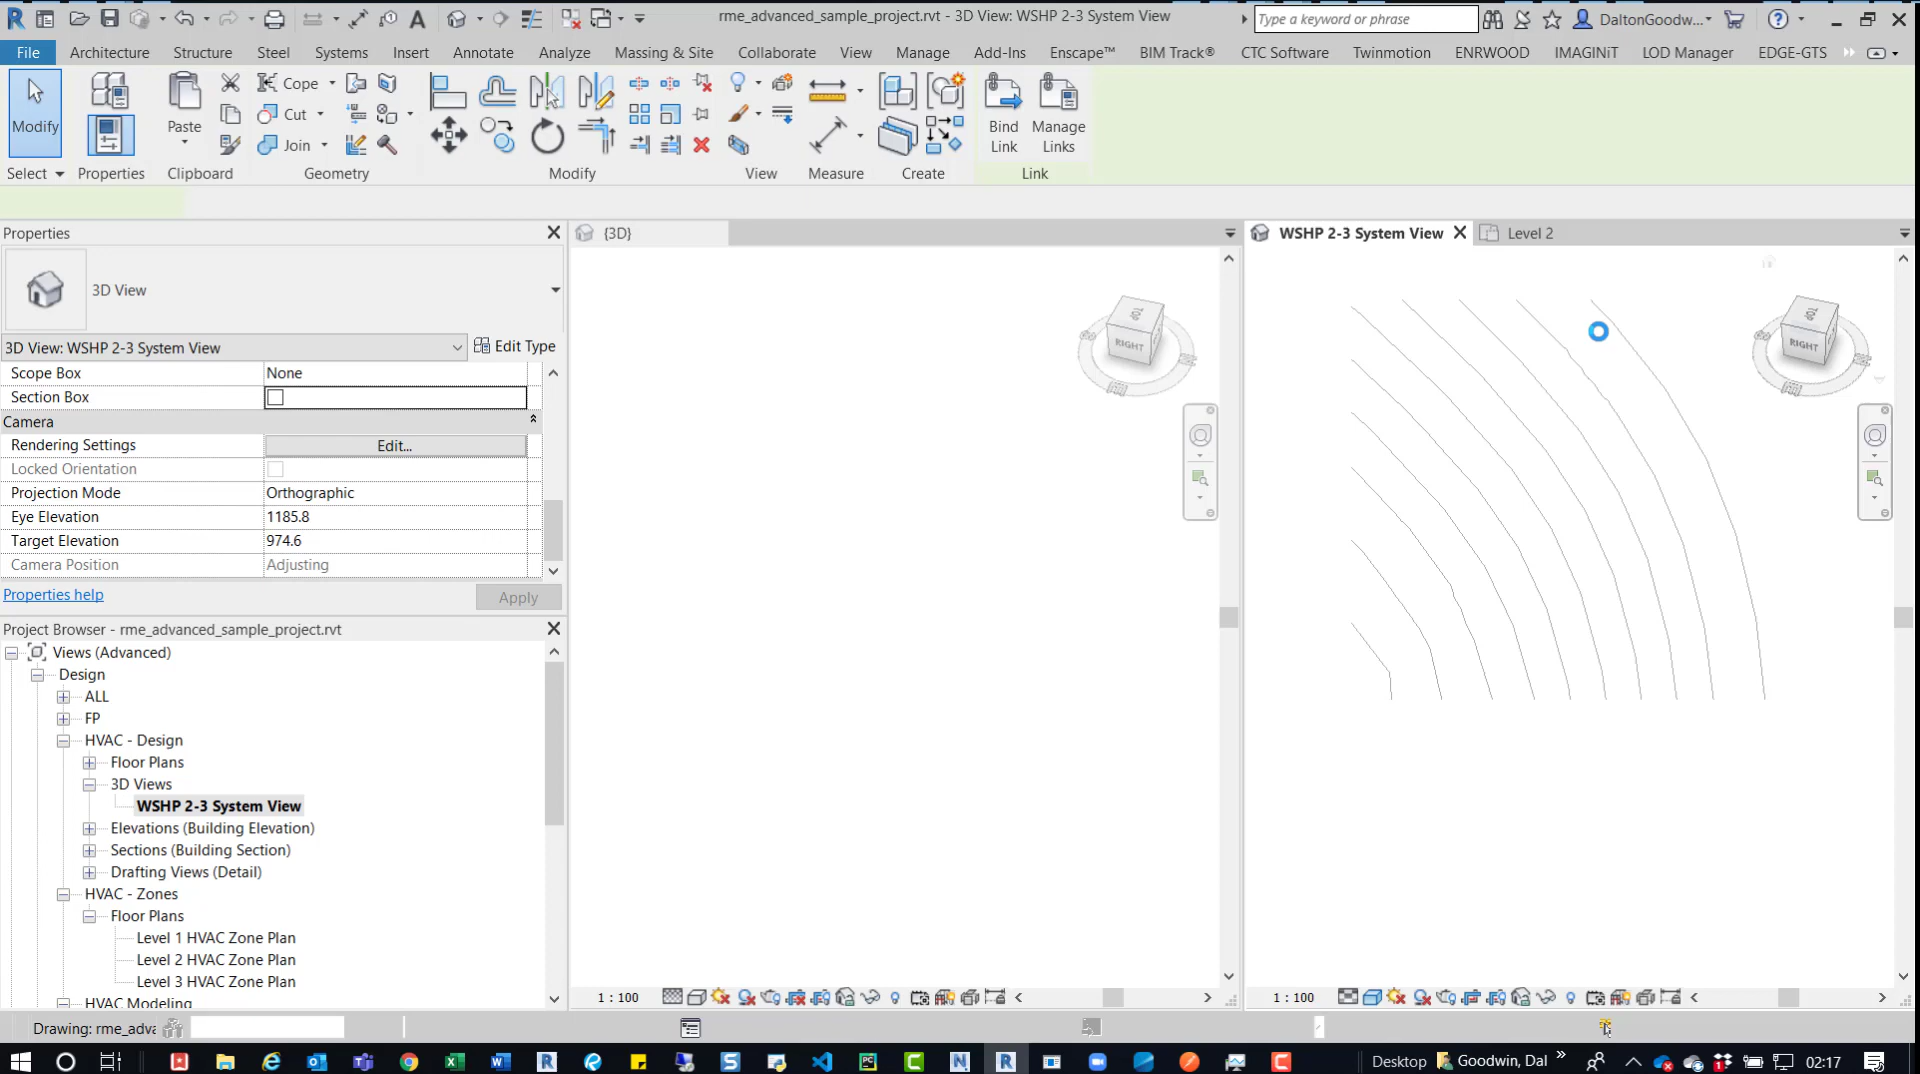 rme_advanced_sample_project.rvt - 3D View: WSHP 2-3 System View
Type a keyword or phrase
DaltonGoodw...
File Architecture Structure Steel Systems Insert Annotate Analyze Massing & Site Collaborate View Manage Add-Ins Enscape™ BIM Track® CTC Software Twinmotion ENRWOOD IMAGINiT LOD Manager EDGE-GTS
Modify
Paste
Cope
Cut
Join
Bind Link
Manage Links
Select Properties Clipboard Geometry Modify View Measure Create Link
Properties
3D View
3D View: WSHP 2-3 System View
Edit Type
Scope Box None
Section Box
Camera
Rendering Settings Edit...
Locked Orientation
Projection Mode Orthographic
Eye Elevation 1185.8
Target Elevation 974.6
Camera Position Adjusting
Properties help
Apply
Project Browser - rme_advanced_sample_project.rvt
Views (Advanced)
Design
ALL
FP
HVAC - Design
Floor Plans
3D Views
WSHP 2-3 System View
Elevations (Building Elevation)
Sections (Building Section)
Drafting Views (Detail)
HVAC - Zones
Floor Plans
Level 1 HVAC Zone Plan
Level 2 HVAC Zone Plan
Level 3 HVAC Zone Plan
HVAC Modeling
{3D}
TOP
RIGHT
1 : 100
WSHP 2-3 System View
Level 2
TOP
RIGHT
1 : 100
Drawing: rme_adva
Desktop
Goodwin, Dal
02:17